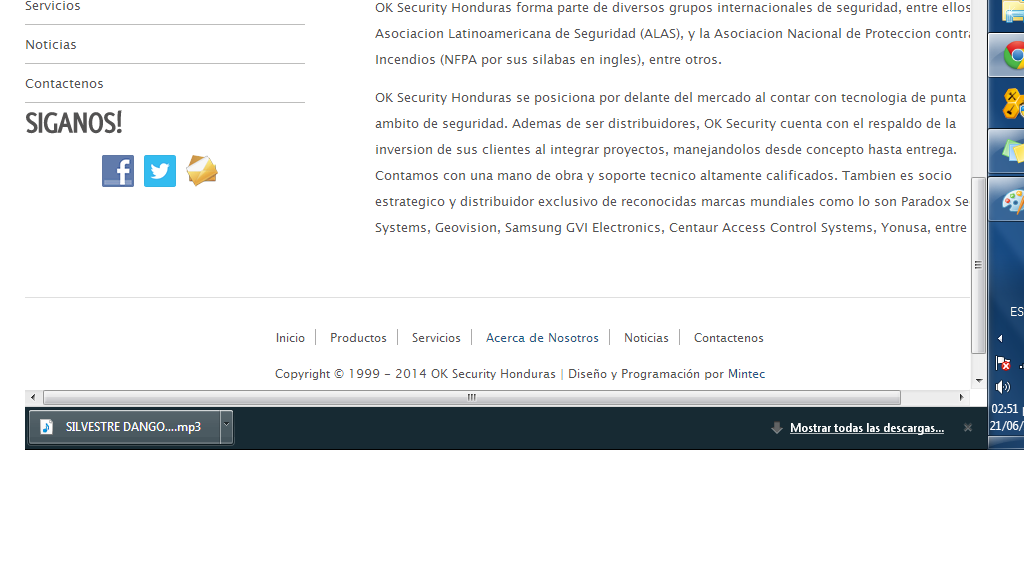 Servicios
Noticias
Contactenos
SIGANOS!
OK Security Honduras forma parte de diversos grupos internacionales de seguridad, entre ellos
Asociacion Latinoamericana de Seguridad (ALAS), y la Asociacion Nacional de Proteccion contra
Incendios (NFPA por sus silabas en ingles), entre otros.
OK Security Honduras se posiciona por delante del mercado al contar con tecnologia de punta
ambito de seguridad. Ademas de ser distribuidores, OK Security cuenta con el respaldo de la
inversion de sus clientes al integrar proyectos, manejandolos desde concepto hasta entrega.
Contamos con una mano de obra y soporte tecnico altamente calificados. Tambien es socio
estrategico y distribuidor exclusivo de reconocidas marcas mundiales como lo son Paradox Se
Systems, Geovision, Samsung GVI Electronics, Centaur Access Control Systems, Yonusa, entre
Inicio Productos Servicios Acerca de Nosotros Noticias Contactenos
Copyright © 1999 - 2014 OK Security Honduras | Diseño y Programación por Mintec
SILVESTRE DANGO....mp3
Mostrar todas las descargas...
ES
02:51
21/06/